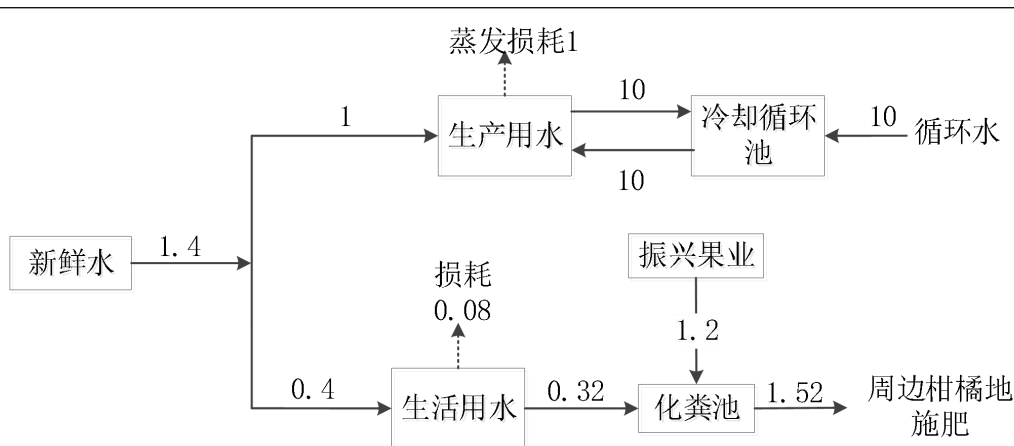 蒸发损耗1
1
生产用水
10
10
冷却循环
池
10
循环水
新鲜水
1.4
损耗
0.08
振兴果业
1.2
0.4
生活用水
0.32
化粪池
1.52
周边柑橘地
施肥